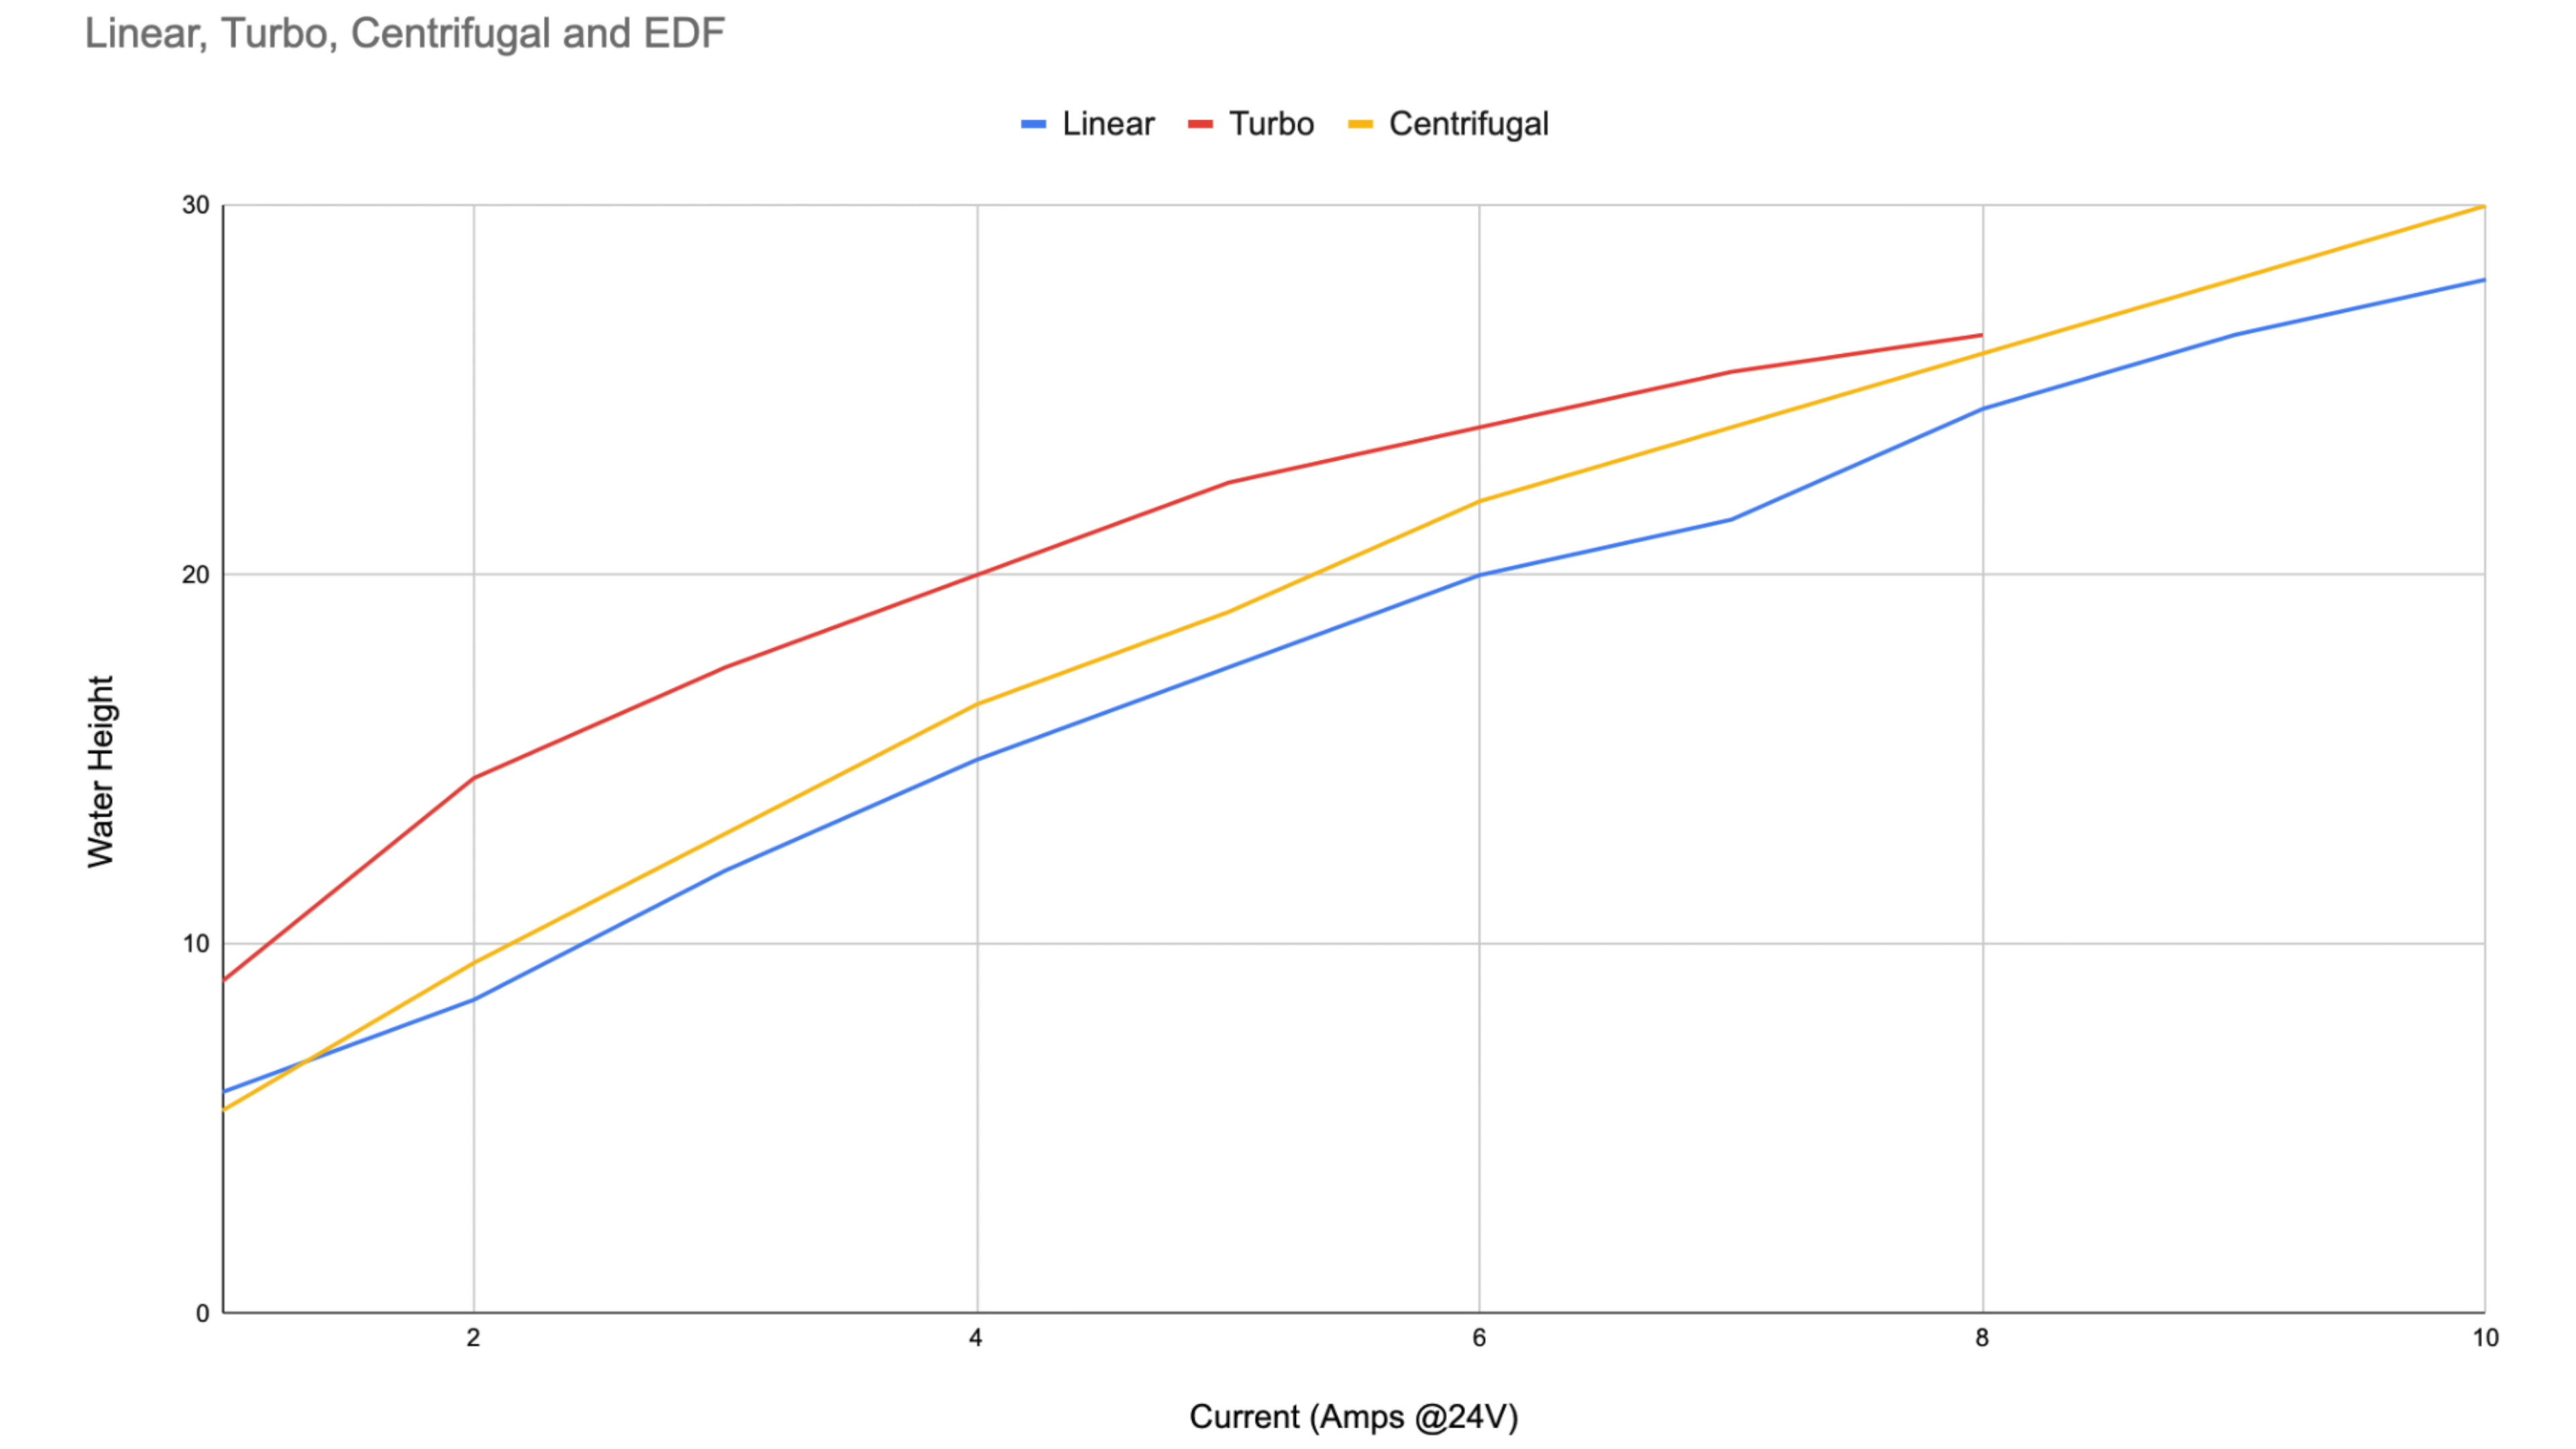 Linear, Turbo, Centrifugal and EDF
Linear Turbo Centrifugal
30
20
10
0
Water Height
2 4 6 8 10
Current (Amps @24V)